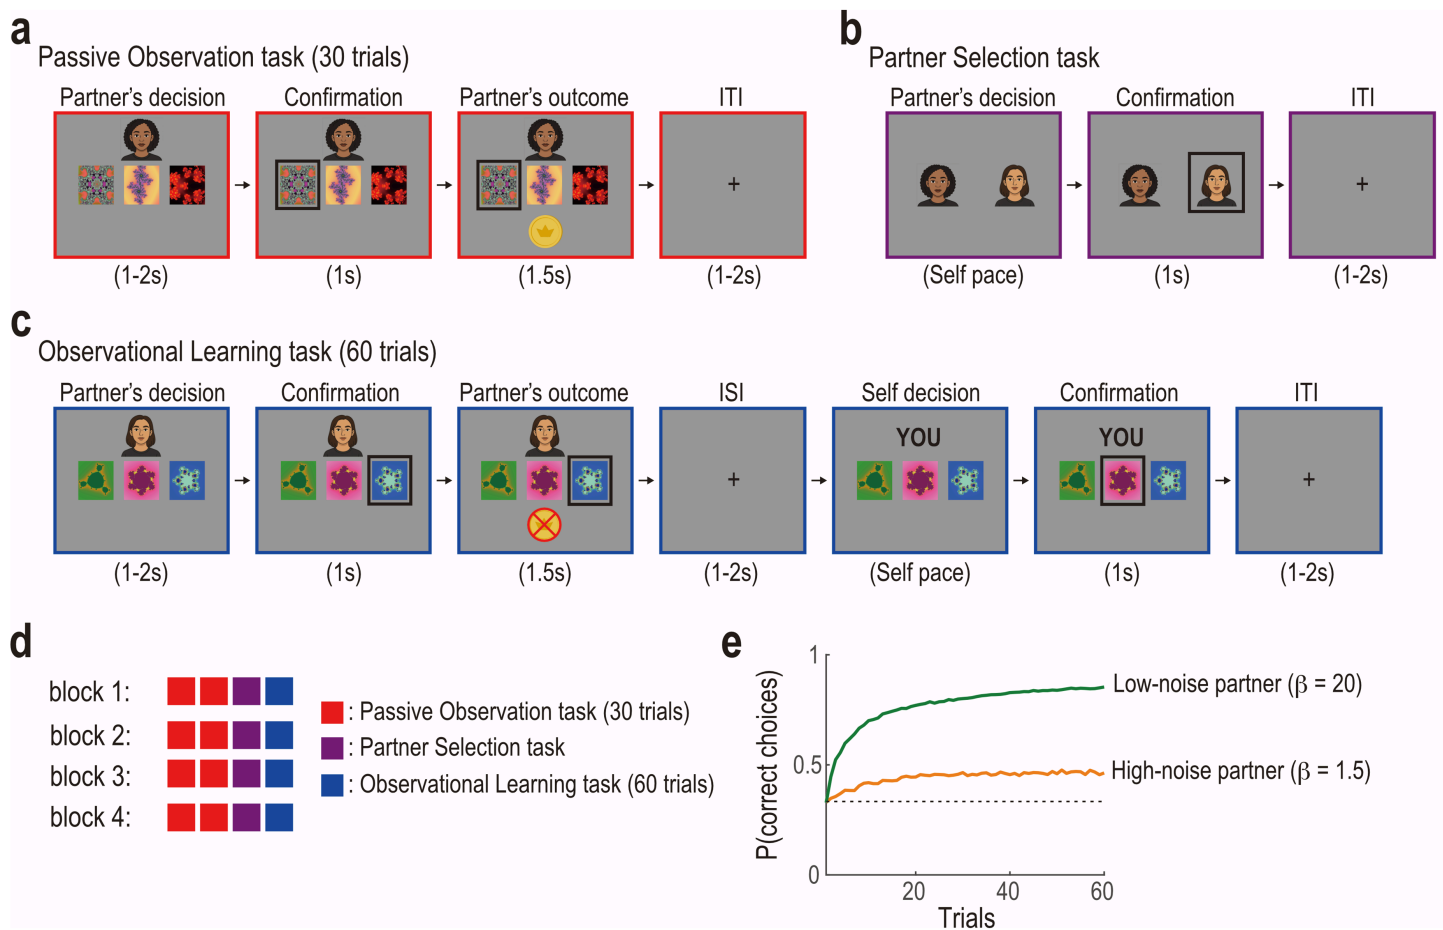 a
Passive Observation task (30 trials)
Partner's decision Confirmation Partner's outcome ITI
+
(1-2s) (1s) (1.5s) (1-2s)
b
Partner Selection task
Partner's decision Confirmation ITI
+
(Self pace) (1s) (1-2s)
c
Observational Learning task (60 trials)
Partner's decision Confirmation Partner's outcome ISI Self decision Confirmation ITI
YOU YOU
+ +
(1-2s) (1s) (1.5s) (1-2s) (Self pace) (1s) (1-2s)
d
block 1:
block 2:
block 3:
block 4:
: Passive Observation task (30 trials)
: Partner Selection task
: Observational Learning task (60 trials)
e
P(correct choices)
1
0.5
0
20 40 60
Trials
Low-noise partner (β = 20)
High-noise partner (β = 1.5)